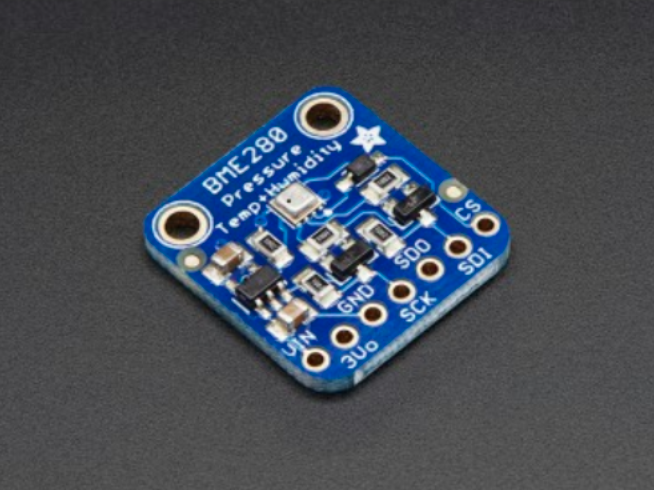 BME280
Pressure
Temp+Humidity
VIN
3Vo
GND
SCK
SDO
SDI
CS